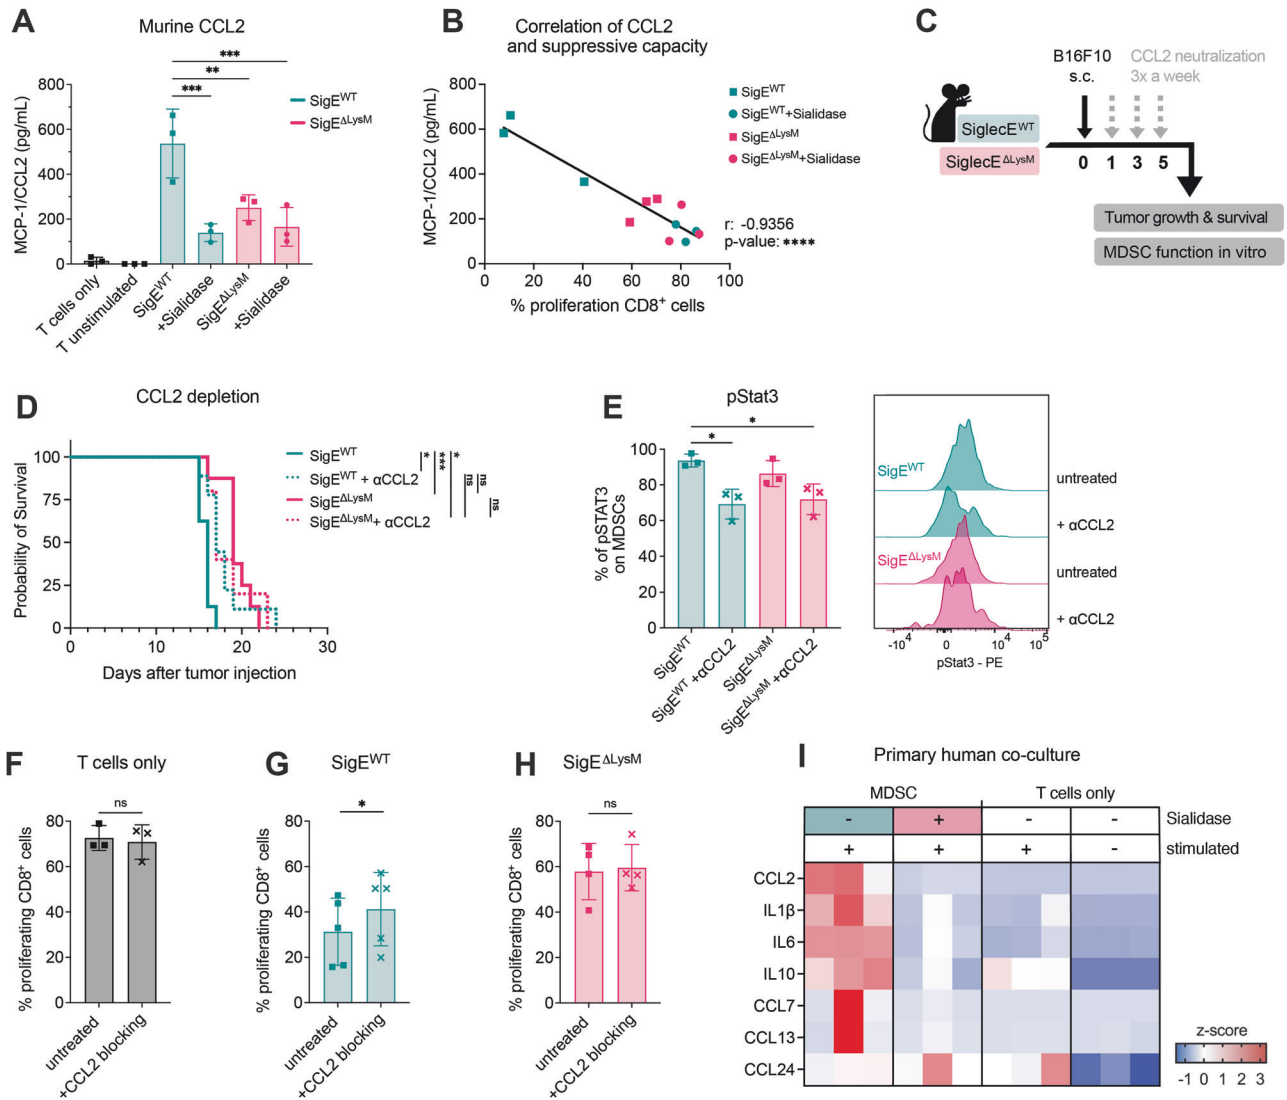 A
Murine CCL2
***
**
***
MCP-1/CCL2 (pg/mL)
800
600
400
200
0
T cells only
T unstimulated
SigE^WT
+Sialidase
SigE^ΔLysM
+Sialidase
SigE^WT
SigE^ΔLysM
B
Correlation of CCL2
and suppressive capacity
MCP-1/CCL2 (pg/mL)
800
600
400
200
0
0 20 40 60 80 100
% proliferation CD8+ cells
SigE^WT
SigE^WT+Sialidase
SigE^ΔLysM
SigE^ΔLysM+Sialidase
r: -0.9356
p-value: ****
C
B16F10
s.c.
CCL2 neutralization
3x a week
SiglecE^WT
SiglecE^ΔLysM
0 1 3 5
Tumor growth & survival
MDSC function in vitro
D
CCL2 depletion
Probability of Survival
100
75
50
25
0
0 10 20 30
Days after tumor injection
SigE^WT
SigE^WT + αCCL2
SigE^ΔLysM
SigE^ΔLysM+ αCCL2
*
***
*
ns
ns
ns
E
pStat3
*
*
% of pSTAT3
on MDSCs
100
80
60
40
20
0
SigE^WT
SigE^WT +αCCL2
SigE^ΔLysM
SigE^ΔLysM +αCCL2
SigE^WT
untreated
+ αCCL2
SigE^ΔLysM
untreated
+ αCCL2
-10^4 0 10^4 10^5
pStat3 - PE
F
T cells only
ns
% proliferating CD8+ cells
80
60
40
20
0
untreated
+CCL2 blocking
G
SigE^WT
*
% proliferating CD8+ cells
80
60
40
20
0
untreated
+CCL2 blocking
H
SigE^ΔLysM
ns
% proliferating CD8+ cells
80
60
40
20
0
untreated
+CCL2 blocking
I
Primary human co-culture
MDSC T cells only
- + - - Sialidase
+ + + - stimulated
CCL2
IL1β
IL6
IL10
CCL7
CCL13
CCL24
z-score
-1 0 1 2 3